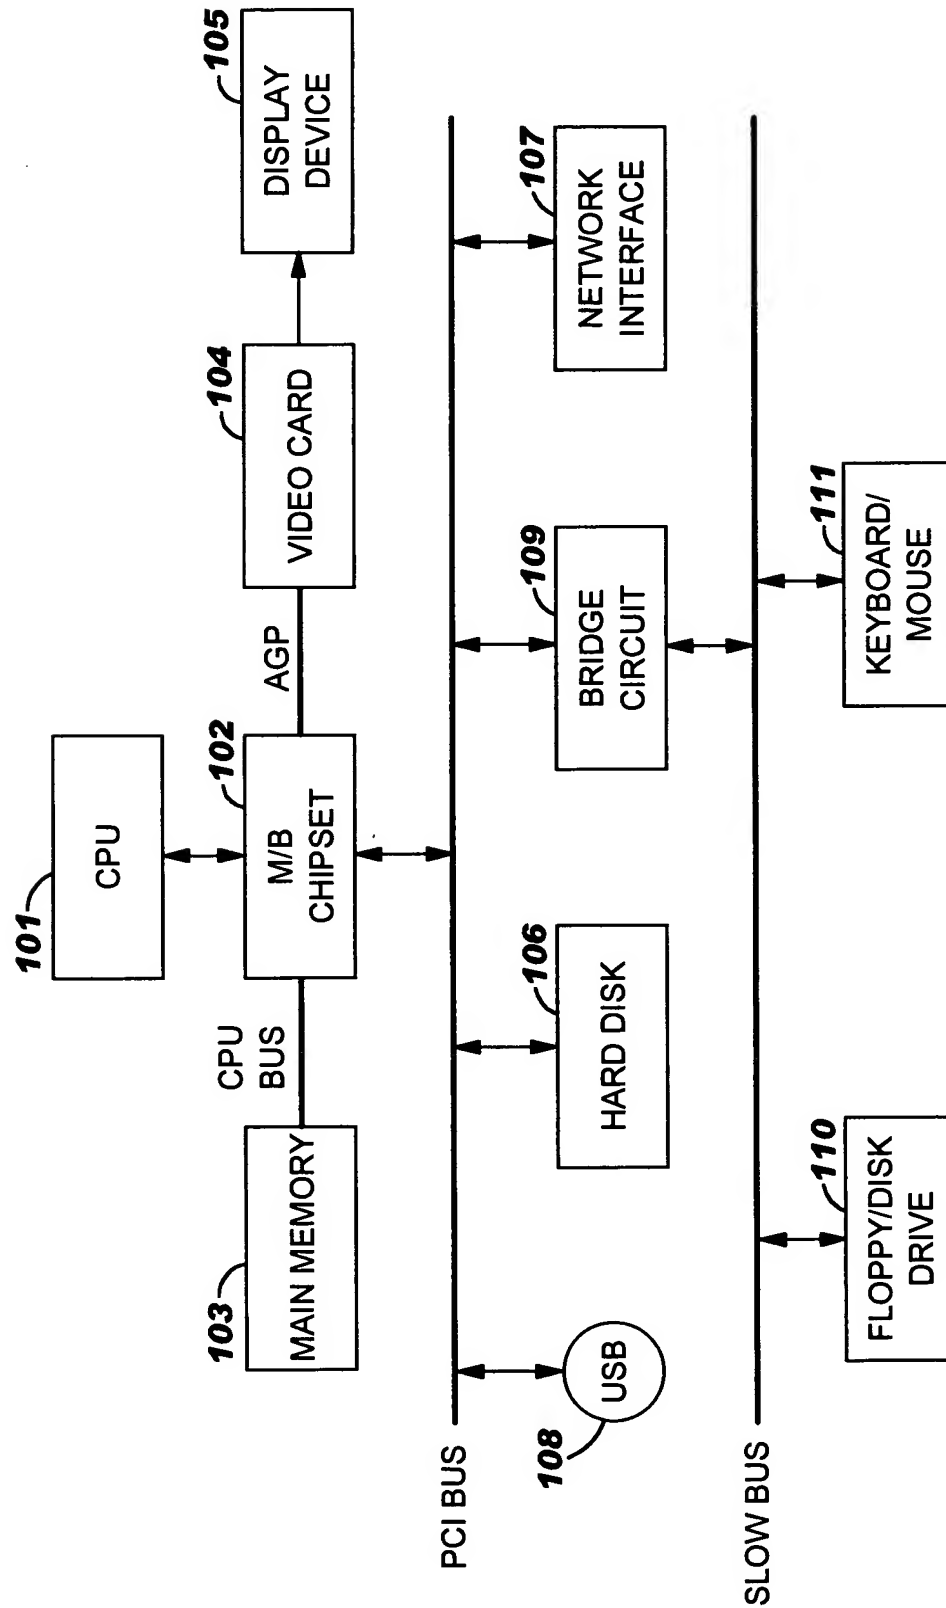 101
CPU
103
MAIN MEMORY
CPU
BUS
102
M/B
CHIPSET
AGP
104
VIDEO CARD
105
DISPLAY
DEVICE
PCI BUS
108
USB
106
HARD DISK
109
BRIDGE
CIRCUIT
107
NETWORK
INTERFACE
SLOW BUS
110
FLOPPY/DISK
DRIVE
111
KEYBOARD/
MOUSE